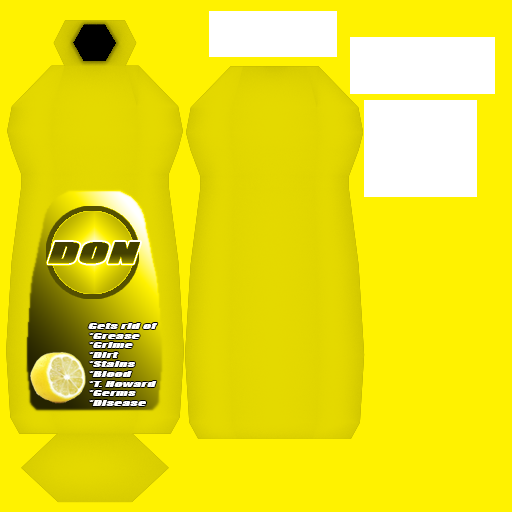 DON
Gets rid of
*Grease
*Grime
*Dirt
*Stains
*Blood
*T. Howard
*Germs
*Disease